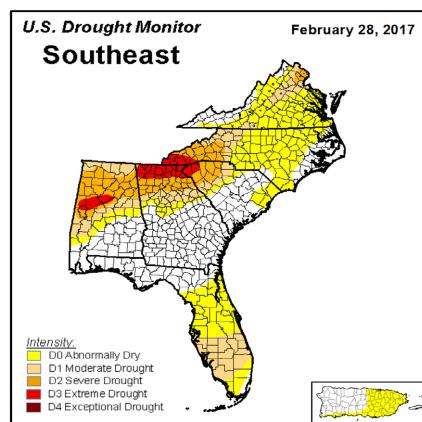 U.S. Drought Monitor
February 28, 2017
Southeast
Intensity:
D0 Abnormally Dry
D1 Moderate Drought
D2 Severe Drought
D3 Extreme Drought
D4 Exceptional Drought